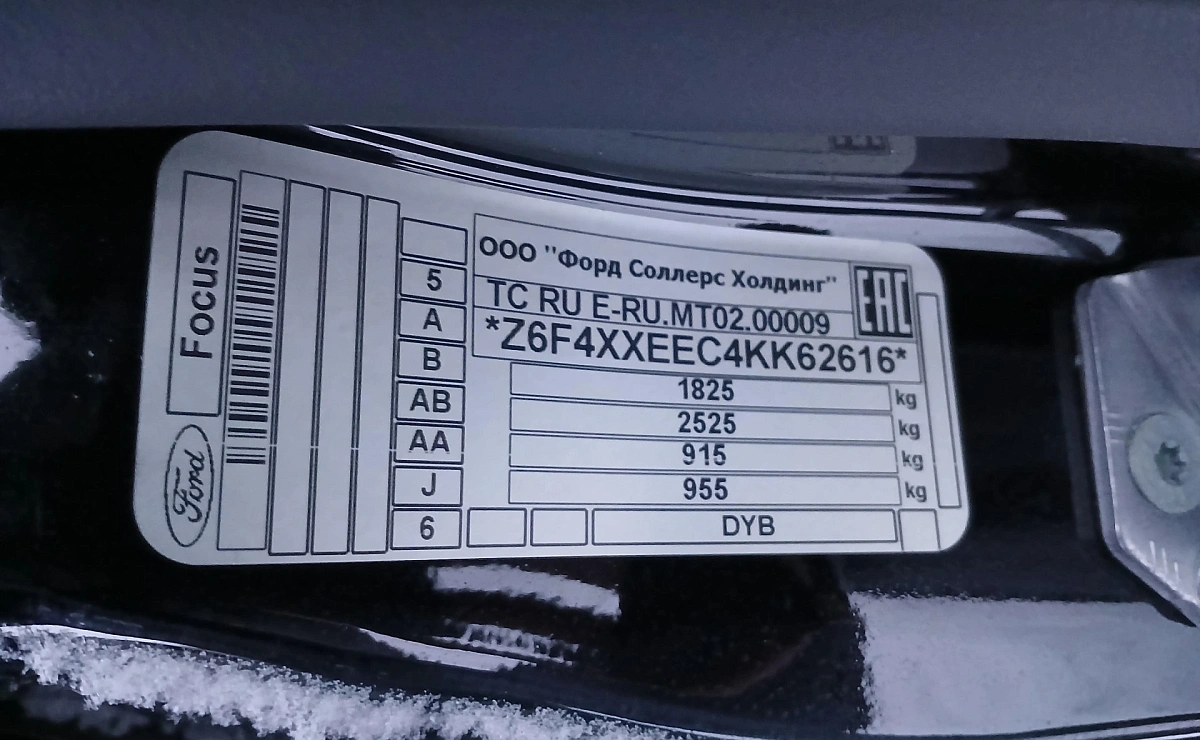 Focus
Ford
5
A
B
AB
AA
J
6
ООО "Форд Соллерс Холдинг"
EAC
ТС RU E-RU.MT02.00009
*Z6F4XXEEC4KK62616*
1825 kg
2525 kg
915 kg
955 kg
DYB